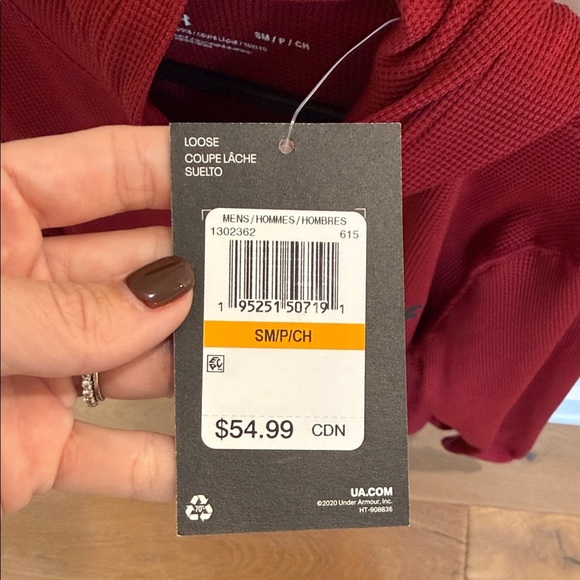 SM / P / CH
LOOSE
COUPE LÂCHE
SUELTO
MENS/HOMMES/HOMBRES
1302362 615
1 95251 50719 1
SM/P/CH
$54.99 CDN
70%
UA.COM
©2020 Under Armour, Inc.
HT-908836